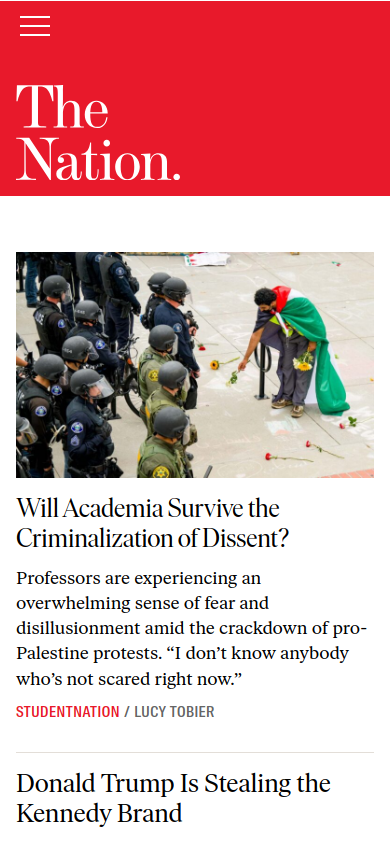 The
Nation.
Will Academia Survive the
Criminalization of Dissent?
Professors are experiencing an
overwhelming sense of fear and
disillusionment amid the crackdown of pro-
Palestine protests. “I don’t know anybody
who’s not scared right now.”
STUDENTNATION / LUCY TOBIER
Donald Trump Is Stealing the
Kennedy Brand